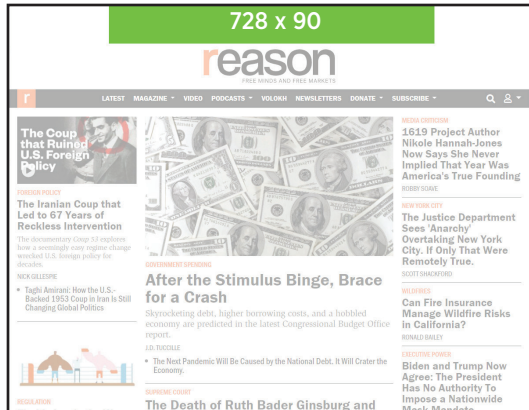 728 x 90
reason
FREE MINDS AND FREE MARKETS
r
LATEST MAGAZINE VIDEO PODCASTS VOLOKH NEWSLETTERS DONATE SUBSCRIBE
The Coup
that Ruined
U.S. Foreign
Policy
FOREIGN POLICY
The Iranian Coup that
Led to 67 Years of
Reckless Intervention
The documentary Coup 53 explores
how a seemingly easy regime change
wrecked U.S. foreign policy for
decades.
NICK GILLESPIE
Taghi Amirani: How the U.S.-
Backed 1953 Coup in Iran Is Still
Changing Global Politics
REGULATION
GOVERNMENT SPENDING
After the Stimulus Binge, Brace
for a Crash
Skyrocketing debt, higher borrowing costs, and a hobbled
economy are predicted in the latest Congressional Budget Office
report.
J.D. TUCCILLE
The Next Pandemic Will Be Caused by the National Debt. It Will Crater the
Economy.
SUPREME COURT
The Death of Ruth Bader Ginsburg and
MEDIA CRITICISM
1619 Project Author
Nikole Hannah-Jones
Now Says She Never
Implied That Year Was
America's True Founding
ROBBY SOAVE
NEW YORK CITY
The Justice Department
Sees 'Anarchy'
Overtaking New York
City. If Only That Were
Remotely True.
SCOTT SHACKFORD
WILDFIRES
Can Fire Insurance
Manage Wildfire Risks
in California?
RONALD BAILEY
EXECUTIVE POWER
Biden and Trump Now
Agree: The President
Has No Authority To
Impose a Nationwide
Mask Mandate